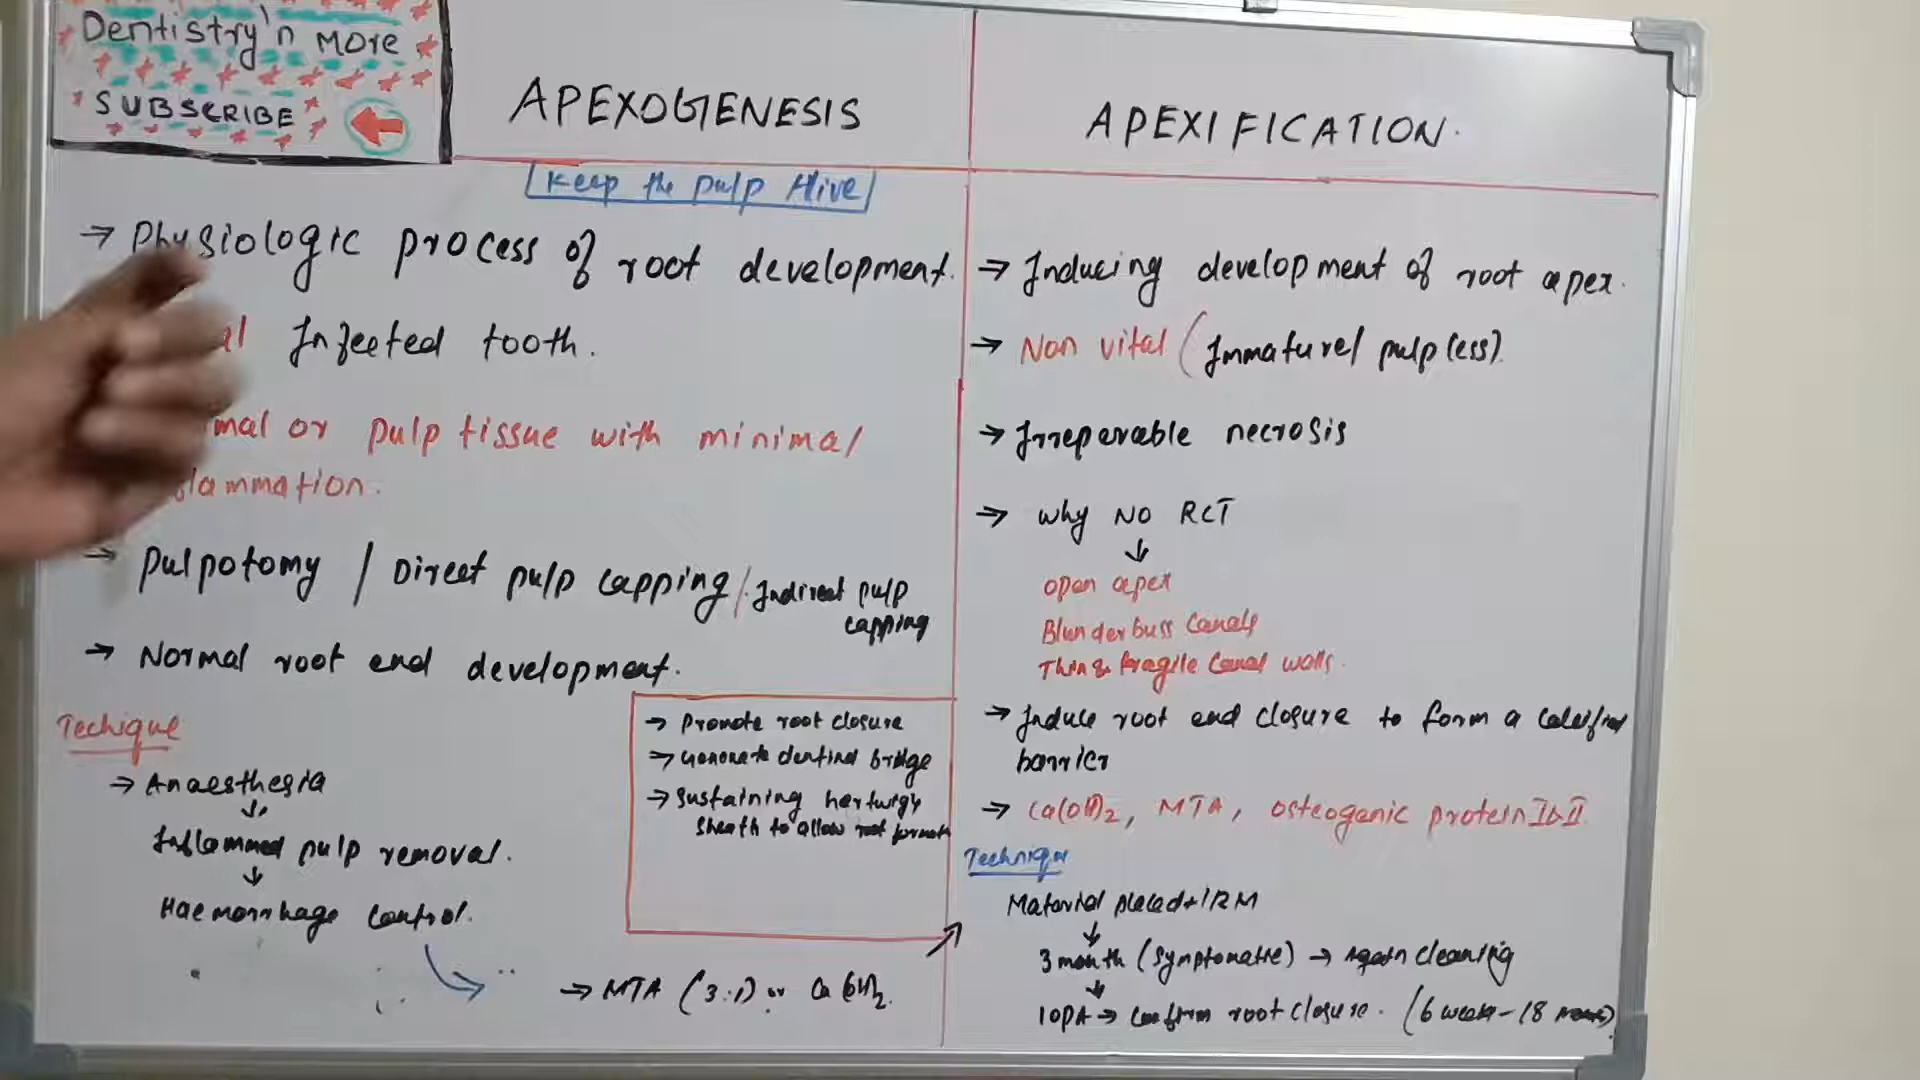 Dentistry'n More
SUBSCRIBE
APEXOGENESIS
Keep the pulp Alive
→ Physiologic process of root development.
Infected tooth.
or pulp tissue with minimal
→ Pulpotomy / Direct pulp capping / Indirect pulp
capping
→ Normal root end development.
Techique
→ Anaesthesia
↓
Inflammed pulp removal.
↓
Haemorrhage control.
→ MTA (3:1) or Ca(OH)2.
→ Promote root closure
→ Generate dentinal bridge
→ Sustaining hertwigs
sheath to allow root
APEXIFICATION.
→ Inducing development of root apex.
→ Non vital (Immature/pulpless).
→ Irreperable necrosis
→ Why NO RCT
↓
open apex
Blunderbuss Canals
Thin & fragile Canal walls.
→ Induce root end closure to form a
barrier
→ Ca(OH)2, MTA, osteogenic protein I & II
Technique
Material placed + IRM
↓
3 month (Symptomatic) → Again cleansing
↓
IOPA → Confirm root closure. (6 weeks - 18 months)